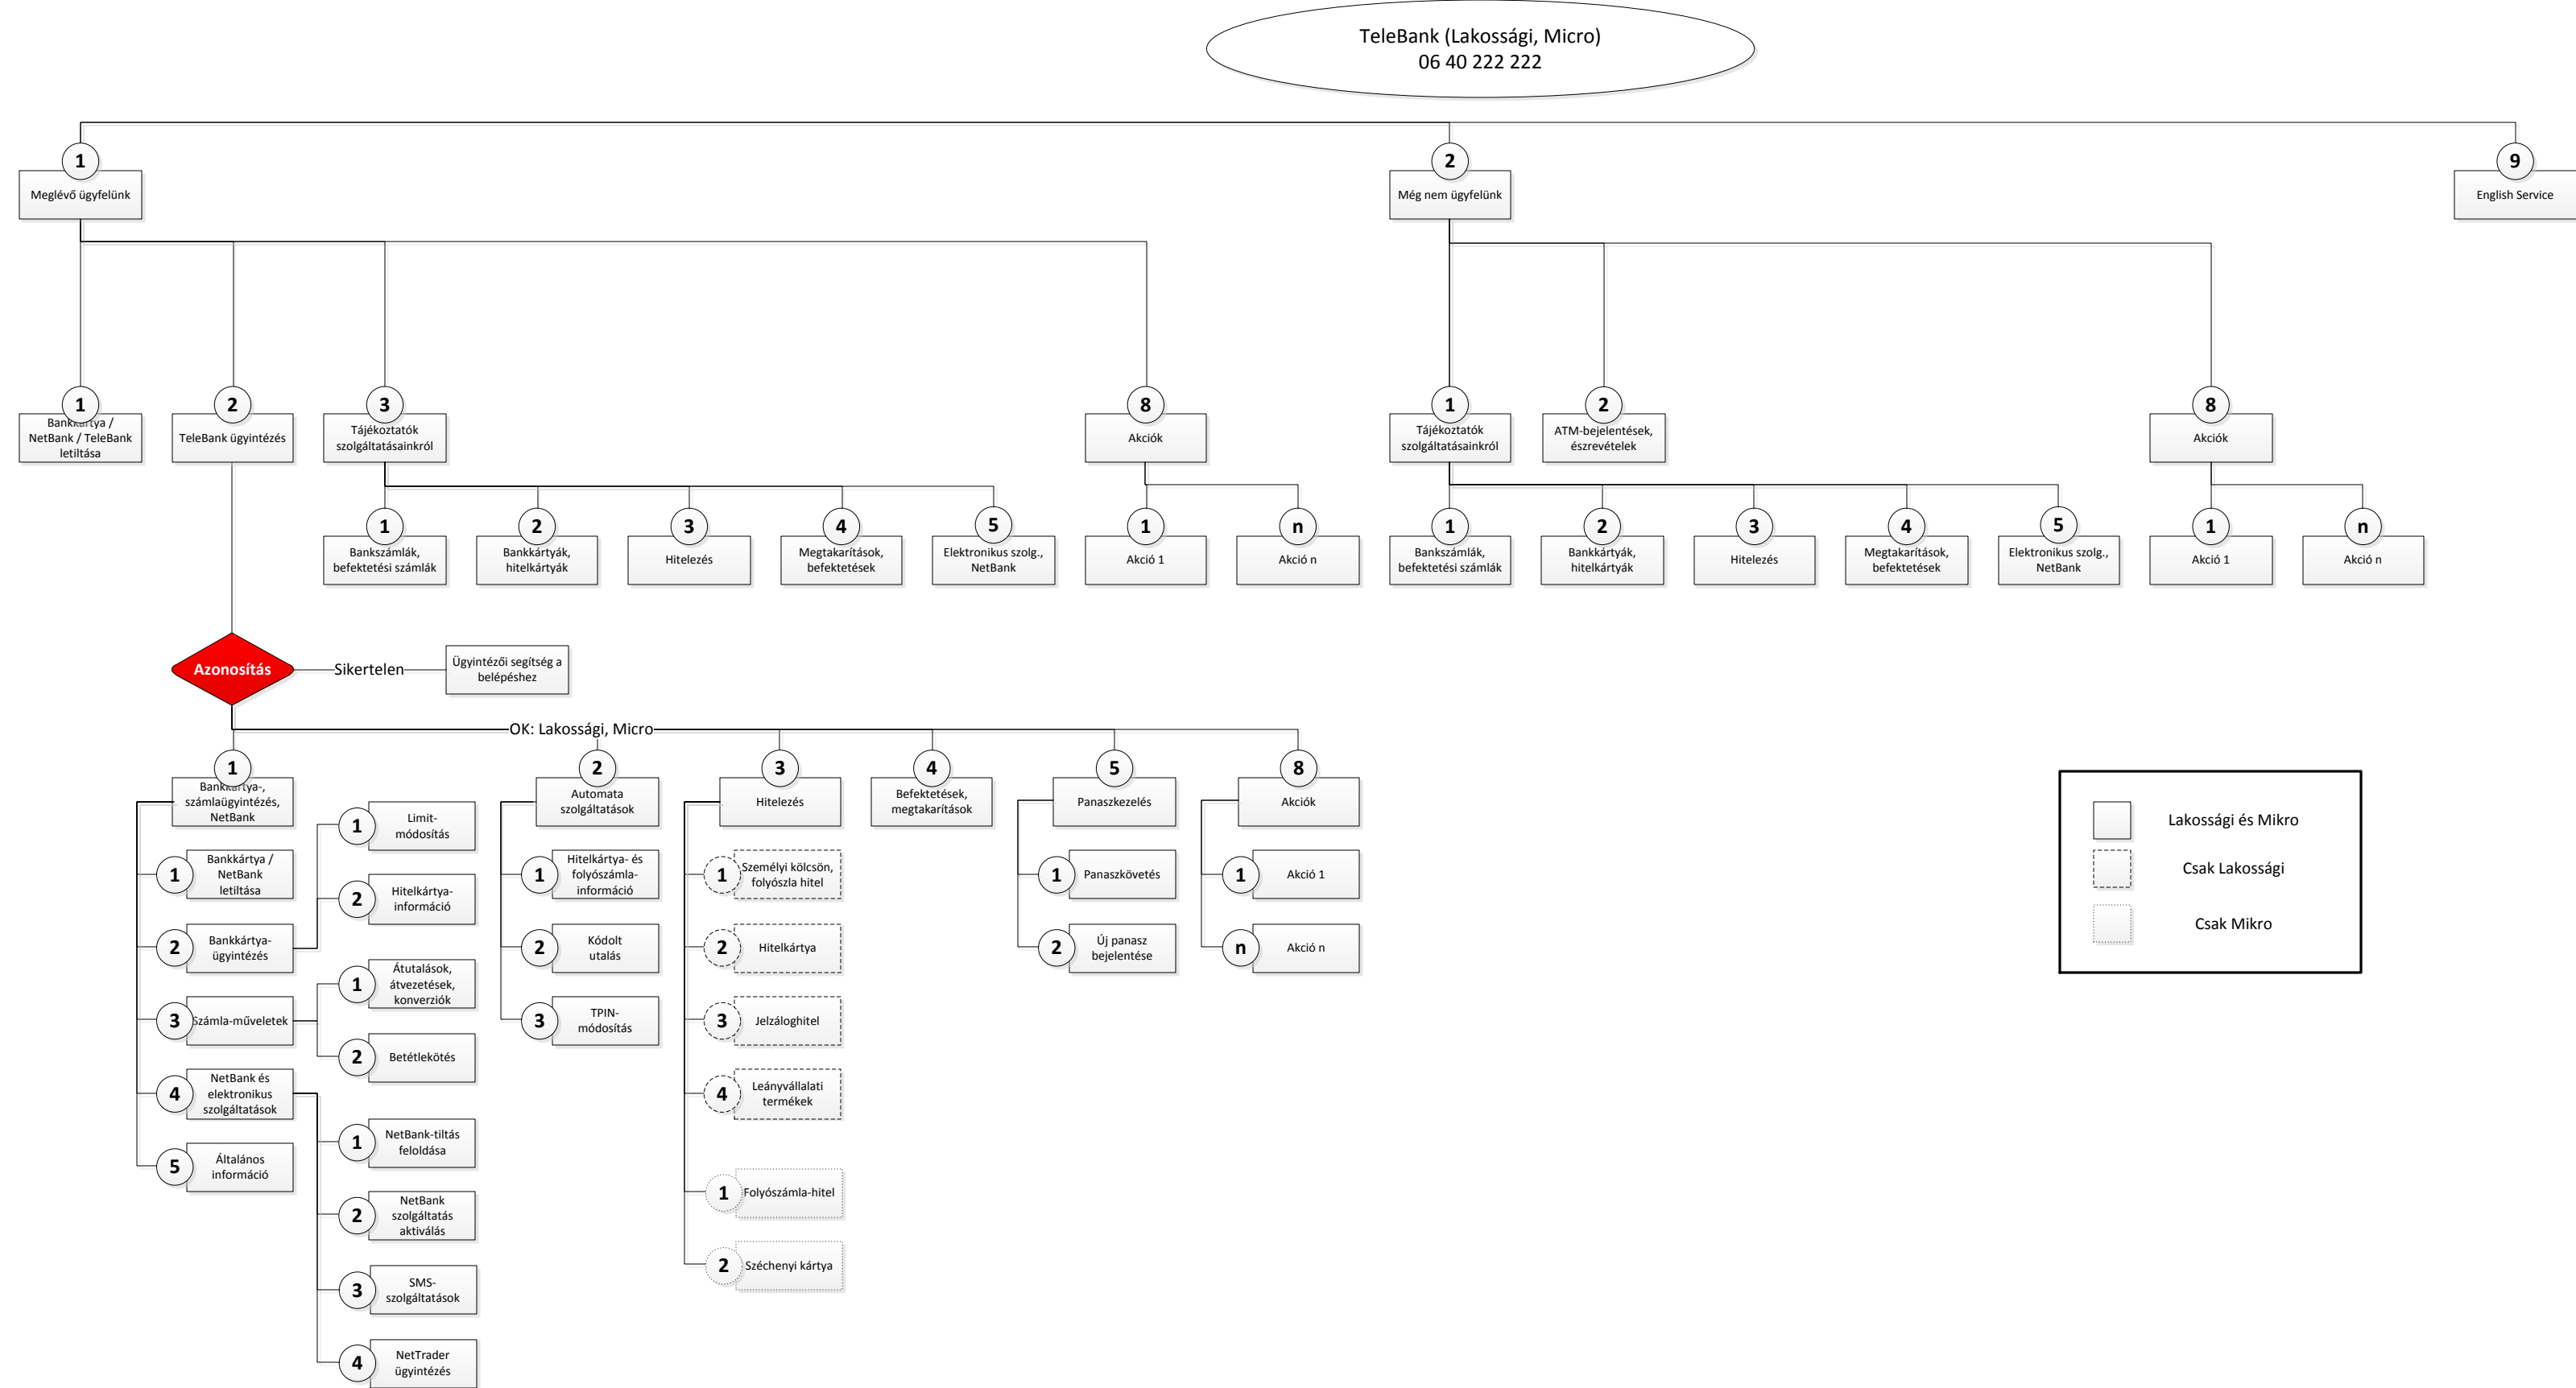 TeleBank (Lakossági, Micro)
06 40 222 222
1
Meglévő ügyfelünk
2
Még nem ügyfelünk
9
English Service
1
Bankkártya /
NetBank / TeleBank
letiltása
2
TeleBank ügyintézés
3
Tájékoztatók
szolgáltatásainkról
8
Akciók
1
Tájékoztatók
szolgáltatásainkról
2
ATM-bejelentések,
észrevételek
8
Akciók
1
Bankszámlák,
befektetési számlák
2
Bankkártyák,
hitelkártyák
3
Hitelezés
4
Megtakarítások,
befektetések
5
Elektronikus szolg.,
NetBank
1
Akció 1
n
Akció n
1
Bankszámlák,
befektetési számlák
2
Bankkártyák,
hitelkártyák
3
Hitelezés
4
Megtakarítások,
befektetések
5
Elektronikus szolg.,
NetBank
1
Akció 1
n
Akció n
Azonosítás
Sikertelen
Ügyintézői segítség a
belépéshez
OK: Lakossági, Micro
1
Bankkártya-,
számlaügyintézés,
NetBank
1
Bankkártya /
NetBank
letiltása
2
Bankkártya-
ügyintézés
3
Számla-műveletek
4
NetBank és
elektronikus
szolgáltatások
5
Általános
információ
1
Limit-
módosítás
2
Hitelkártya-
információ
1
Átutalások,
átvezetések,
konverziók
2
Betétlekötés
1
NetBank-tiltás
feloldása
2
NetBank
szolgáltatás
aktiválás
3
SMS-
szolgáltatások
4
NetTrader
ügyintézés
2
Automata
szolgáltatások
1
Hitelkártya- és
folyószámla-
információ
2
Kódolt
utalás
3
TPIN-
módosítás
3
Hitelezés
1
Személyi kölcsön,
folyószla hitel
2
Hitelkártya
3
Jelzáloghitel
4
Leányvállalati
termékek
1
Folyószámla-hitel
2
Széchenyi kártya
4
Befektetések,
megtakarítások
5
Panaszkezelés
1
Panaszkövetés
2
Új panasz
bejelentése
8
Akciók
1
Akció 1
n
Akció n
Lakossági és Mikro
Csak Lakossági
Csak Mikro